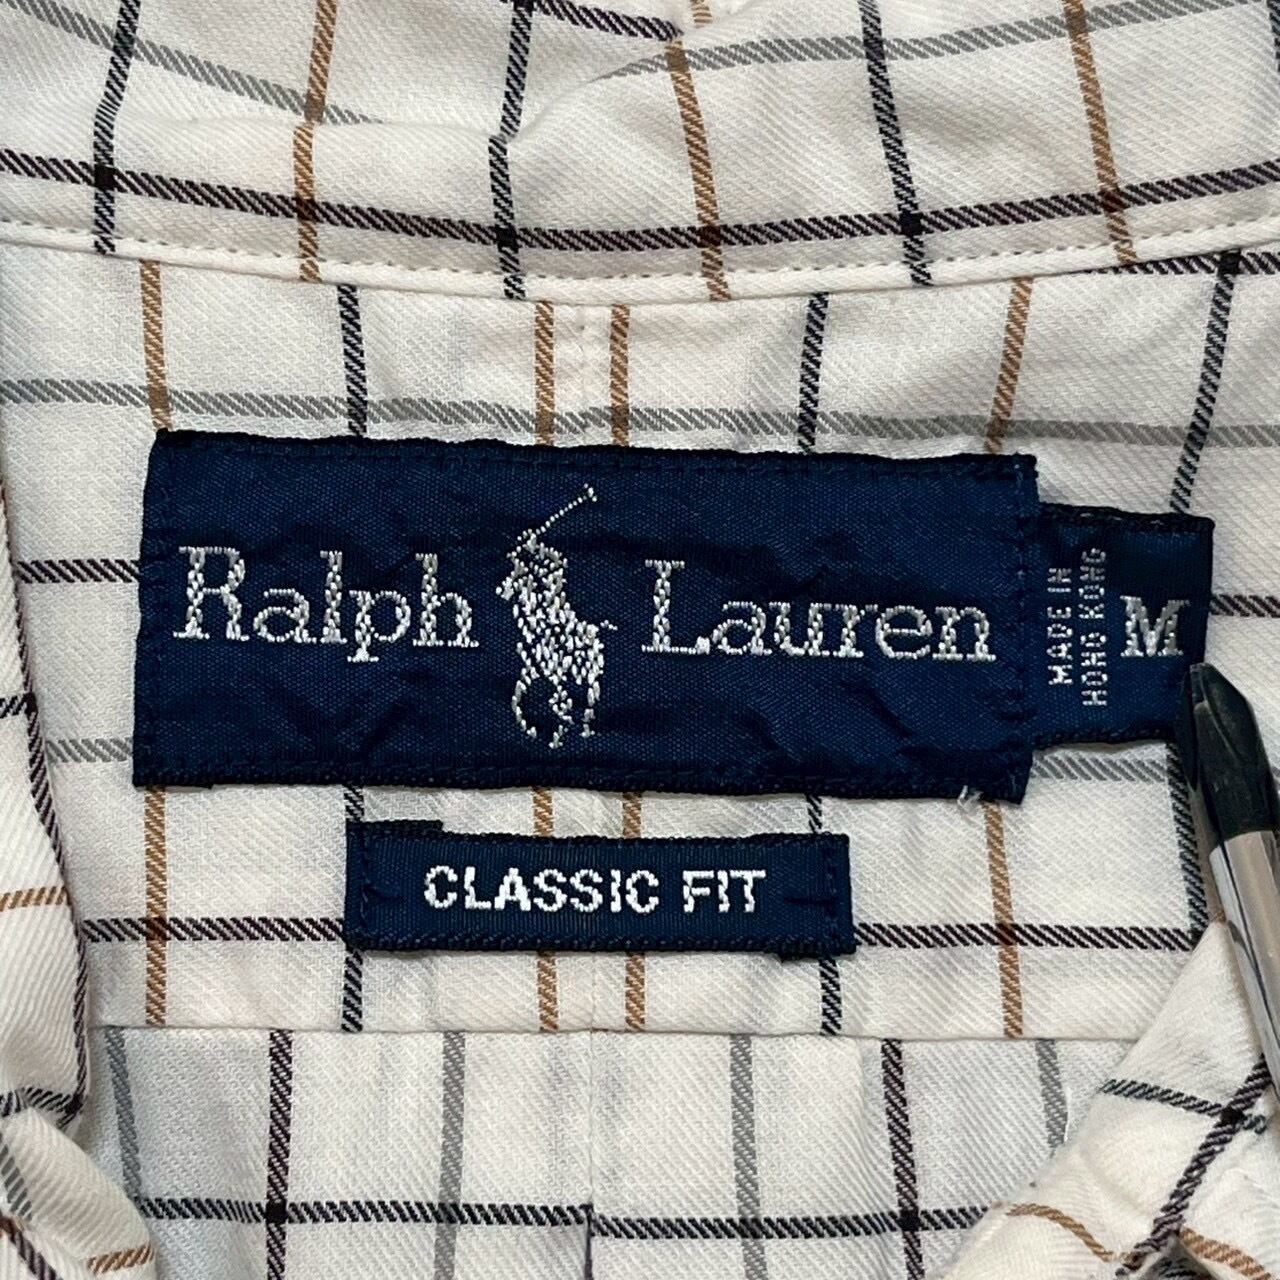 Ralph Lauren
MADE IN
HONG KONG
M
CLASSIC FIT